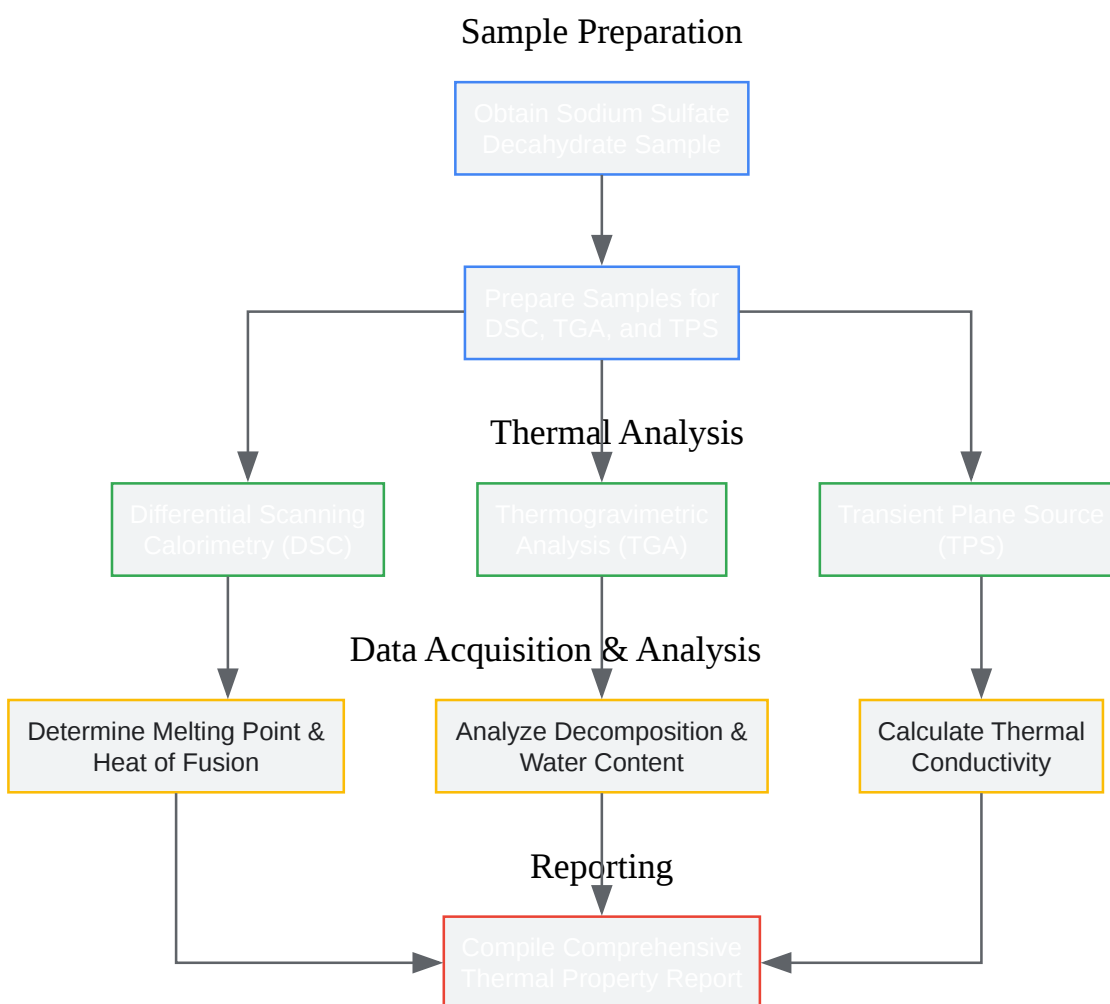 Sample Preparation
Obtain Sodium Sulfate
Decahydrate Sample
Prepare Samples for
DSC, TGA, and TPS
Thermal Analysis
Differential Scanning
Calorimetry (DSC)
Thermogravimetric
Analysis (TGA)
Transient Plane Source
(TPS)
Data Acquisition & Analysis
Determine Melting Point &
Heat of Fusion
Analyze Decomposition &
Water Content
Calculate Thermal
Conductivity
Reporting
Compile Comprehensive
Thermal Property Report